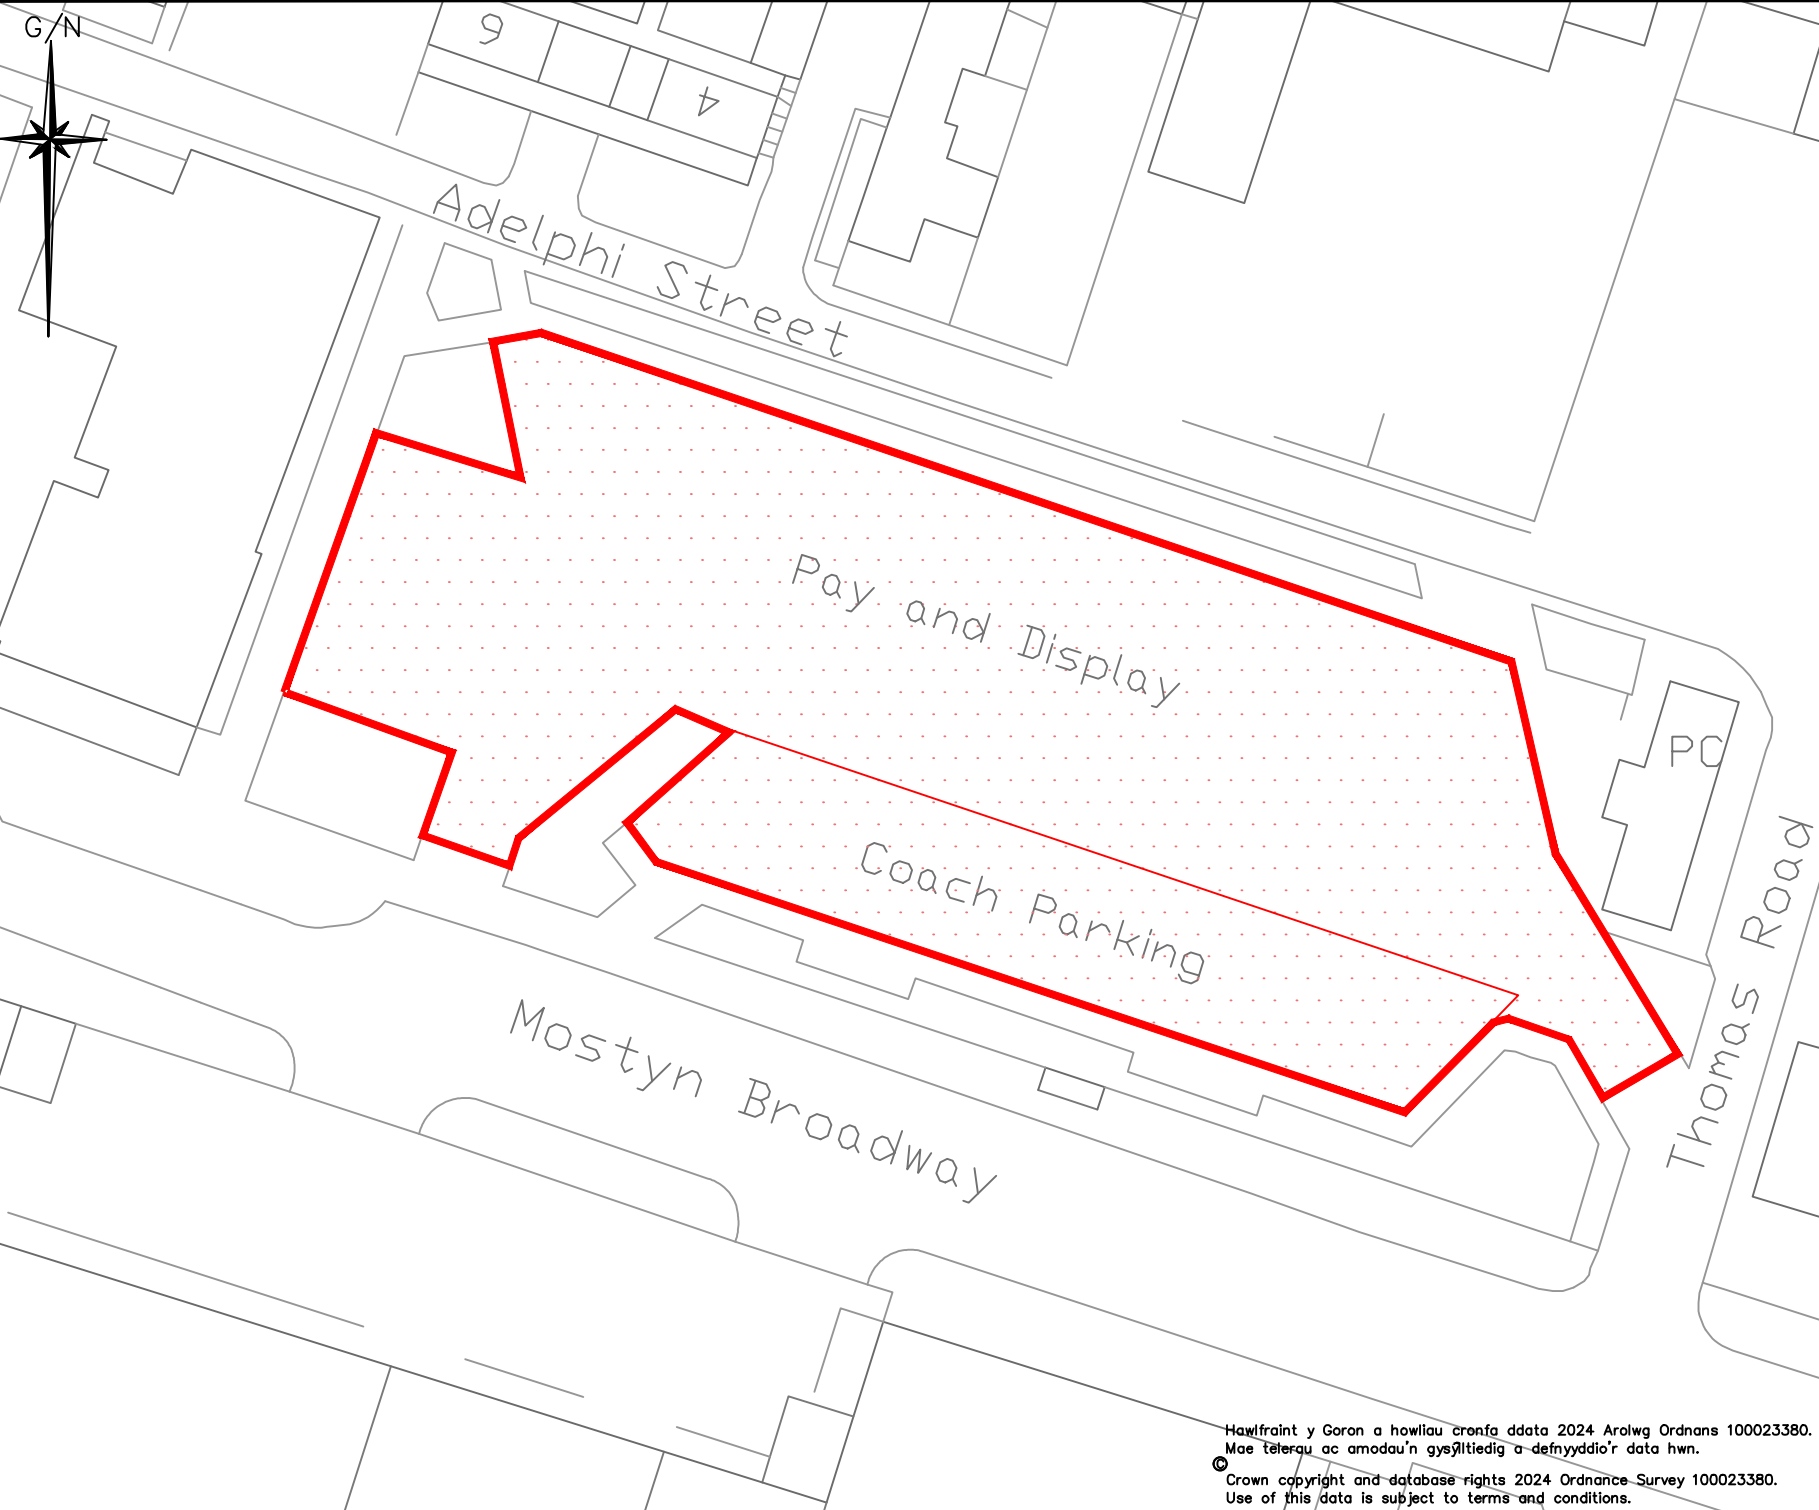 G/N
6
4
Adelphi Street
Pay and Display
PC
Coach Parking
Thomas Road
Mostyn Broadway
Hawlfraint y Goron a howliau cronfa ddata 2024 Arolwg Ordnans 100023380.
Mae telerau ac amodau'n gysylltiedig a defnyyddio'r data hwn.
©
Crown copyright and database rights 2024 Ordnance Survey 100023380.
Use of this data is subject to terms and conditions.